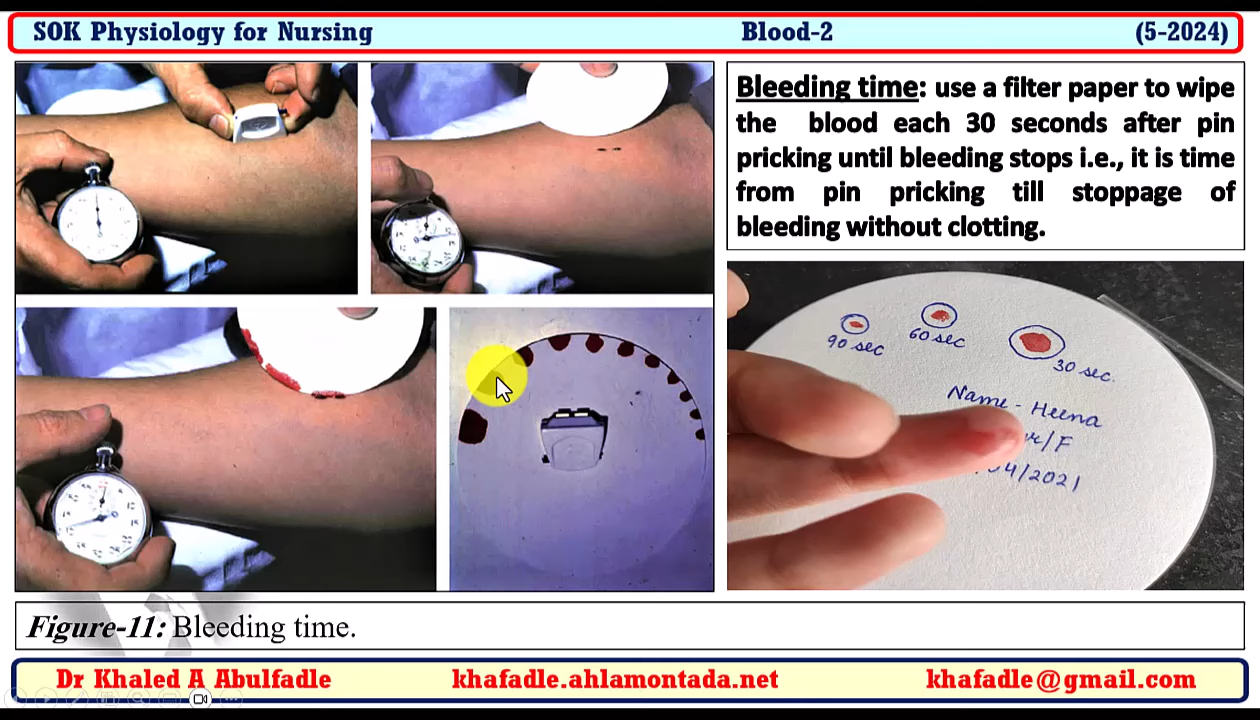 SOK Physiology for Nursing Blood-2 (5-2024)
Bleeding time: use a filter paper to wipe
the blood each 30 seconds after pin
pricking until bleeding stops i.e., it is time
from pin pricking till stoppage of
bleeding without clotting.
90 sec
60 sec
30 sec.
Name - Heena
/F
04/2021
Figure-11: Bleeding time.
Dr Khaled A Abulfadle khafadle.ahlamontada.net khafadle@gmail.com